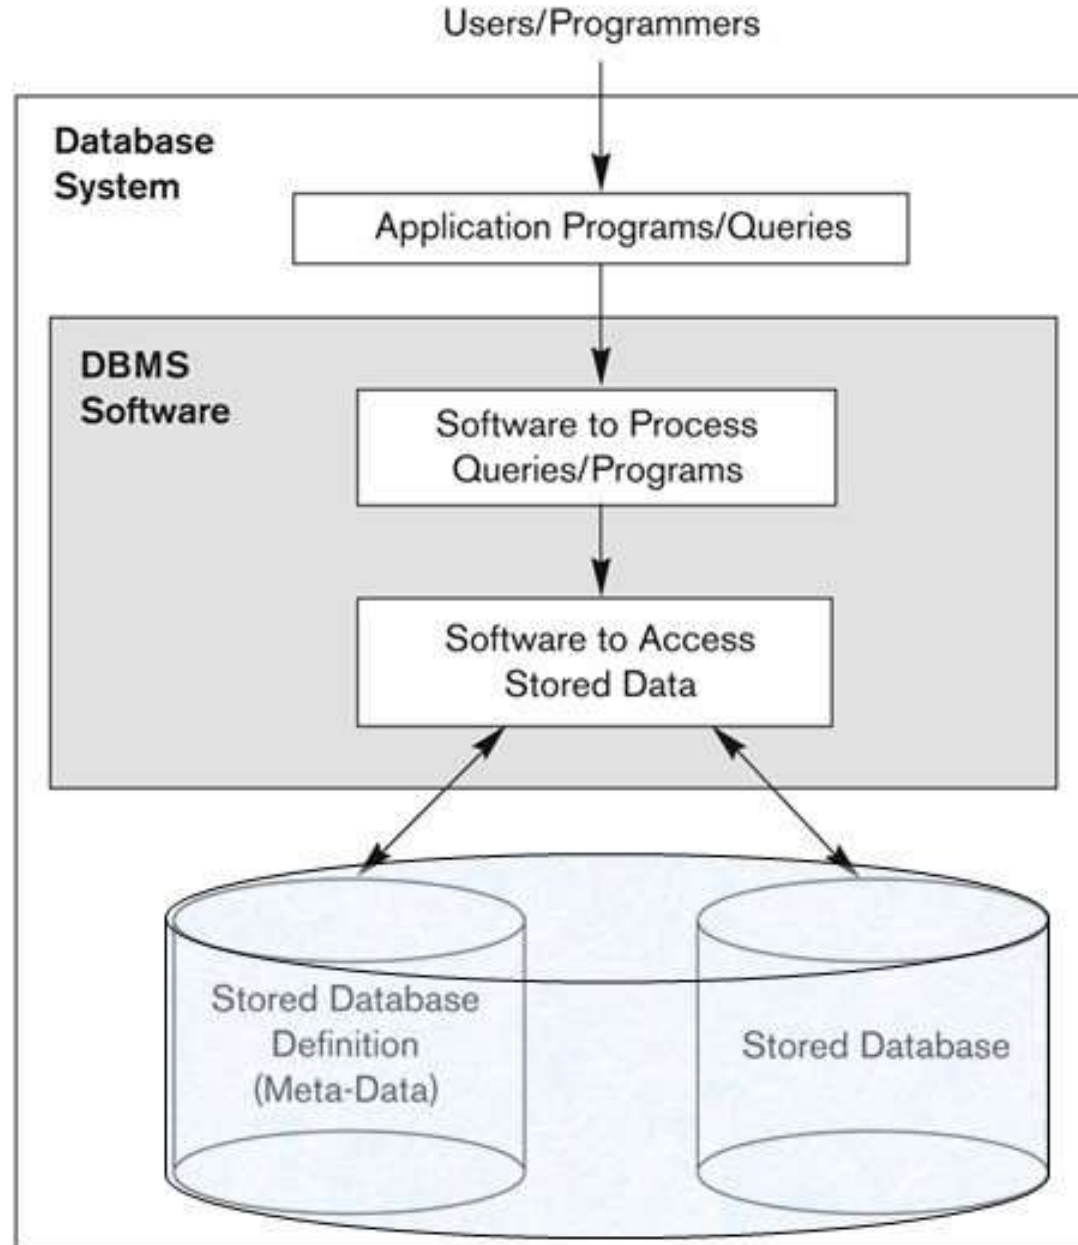 Users/Programmers
Database
System
Application Programs/Queries
DBMS
Software
Software to Process
Queries/Programs
Software to Access
Stored Data
Stored Database
Definition
(Meta-Data)
Stored Database